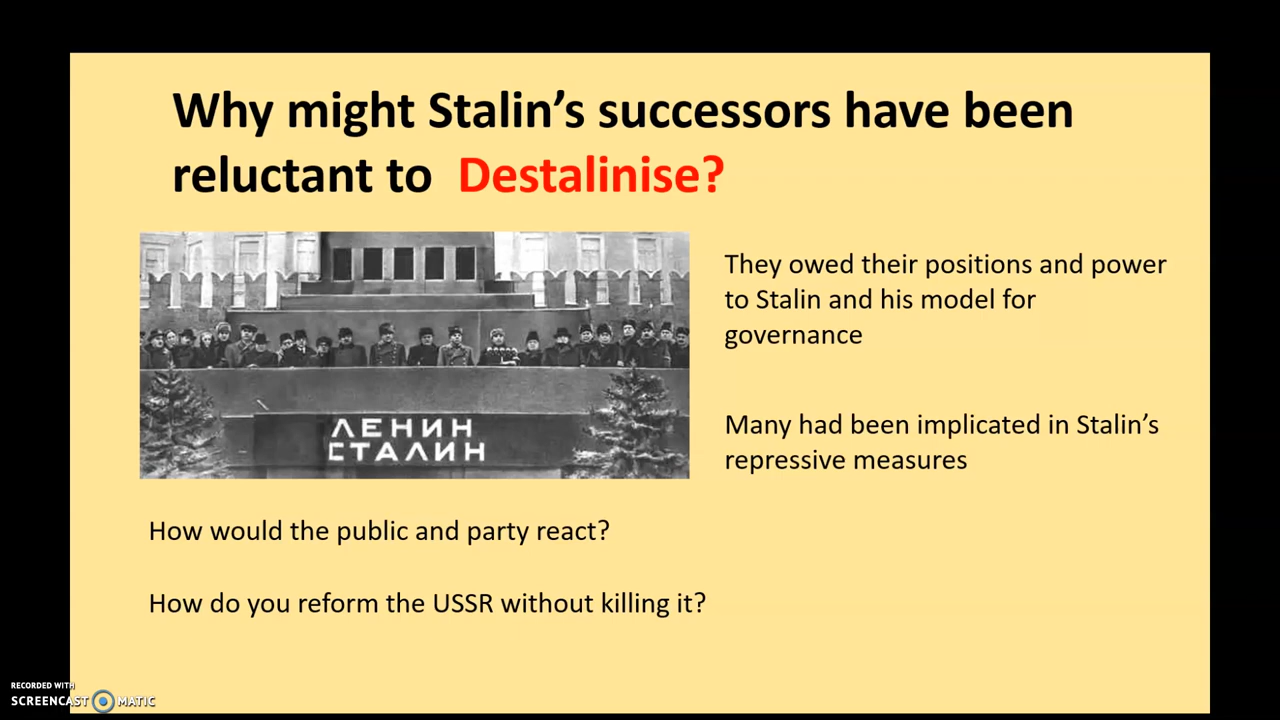 Why might Stalin’s successors have been
reluctant to Destalinise?
They owed their positions and power
to Stalin and his model for
governance
ЛЕНИН
СТАЛИН
Many had been implicated in Stalin’s
repressive measures
How would the public and party react?
How do you reform the USSR without killing it?
RECORDED WITH
SCREENCAST MATIC